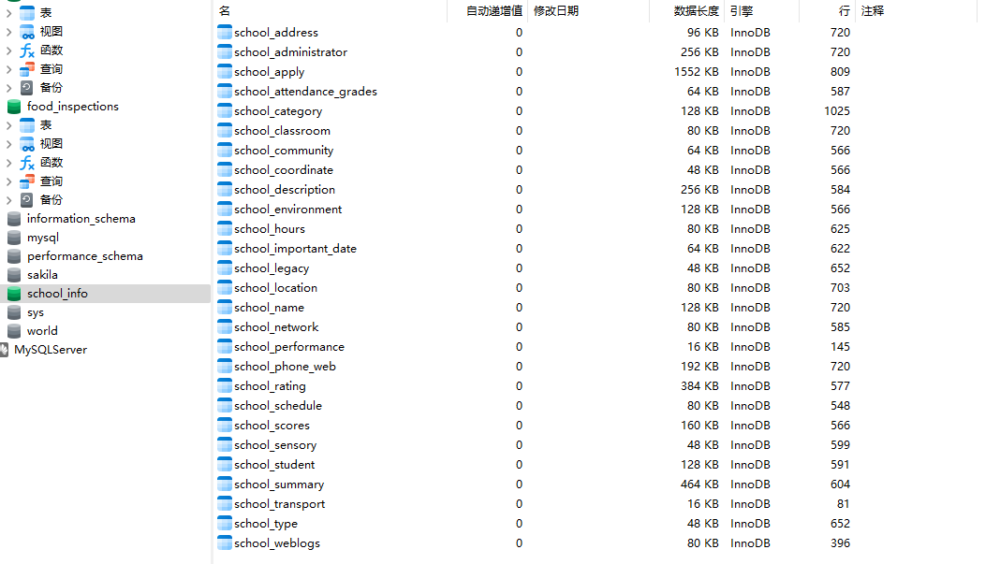 表
视图
函数
查询
备份
food_inspections
表
视图
函数
查询
备份
information_schema
mysql
performance_schema
sakila
school_info
sys
world
MySQLServer
名 自动递增值 修改日期 数据长度 引擎 行 注释
school_address 0 96 KB InnoDB 720
school_administrator 0 256 KB InnoDB 720
school_apply 0 1552 KB InnoDB 809
school_attendance_grades 0 64 KB InnoDB 587
school_category 0 128 KB InnoDB 1025
school_classroom 0 80 KB InnoDB 720
school_community 0 64 KB InnoDB 566
school_coordinate 0 48 KB InnoDB 566
school_description 0 256 KB InnoDB 584
school_environment 0 128 KB InnoDB 566
school_hours 0 80 KB InnoDB 625
school_important_date 0 64 KB InnoDB 622
school_legacy 0 48 KB InnoDB 652
school_location 0 80 KB InnoDB 703
school_name 0 128 KB InnoDB 720
school_network 0 80 KB InnoDB 585
school_performance 0 16 KB InnoDB 145
school_phone_web 0 192 KB InnoDB 720
school_rating 0 384 KB InnoDB 577
school_schedule 0 80 KB InnoDB 548
school_scores 0 160 KB InnoDB 566
school_sensory 0 48 KB InnoDB 599
school_student 0 128 KB InnoDB 591
school_summary 0 464 KB InnoDB 604
school_transport 0 16 KB InnoDB 81
school_type 0 48 KB InnoDB 652
school_weblogs 0 80 KB InnoDB 396